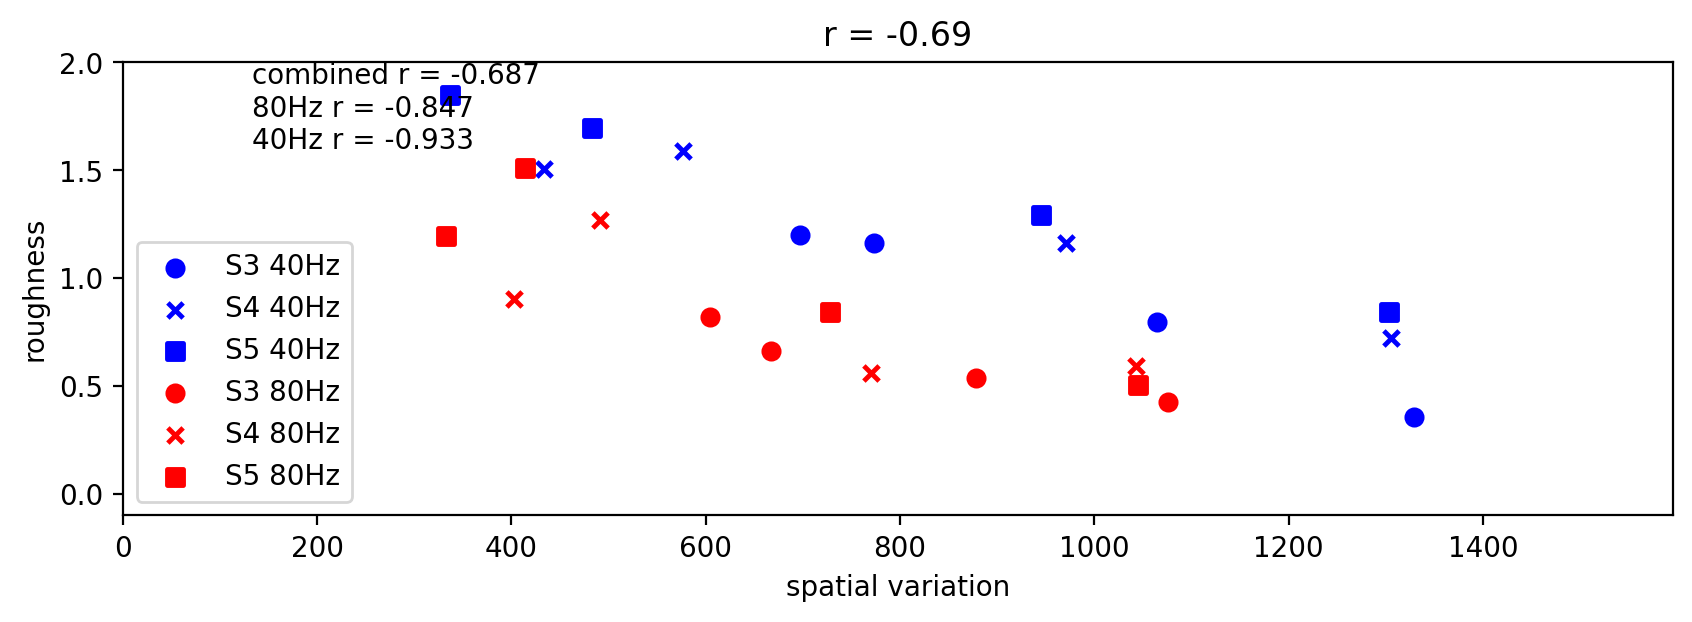 r = -0.69
combined r = -0.687
80Hz r = -0.847
40Hz r = -0.933
2.0
1.5
1.0
0.5
0.0
roughness
S3 40Hz
S4 40Hz
S5 40Hz
S3 80Hz
S4 80Hz
S5 80Hz
0 200 400 600 800 1000 1200 1400
spatial variation